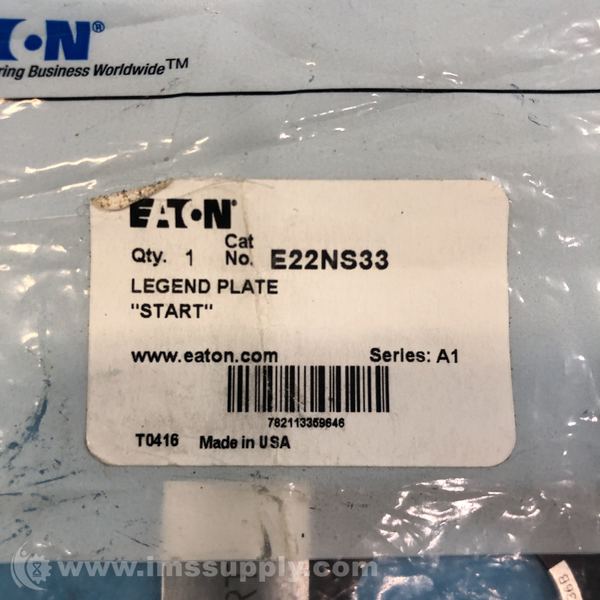 E·T·N®
ring Business Worldwide™
EATON®
Qty. 1 Cat No. E22NS33
LEGEND PLATE
"START"
www.eaton.com Series: A1
782113359646
T0416 Made in USA
www.imssupply.com